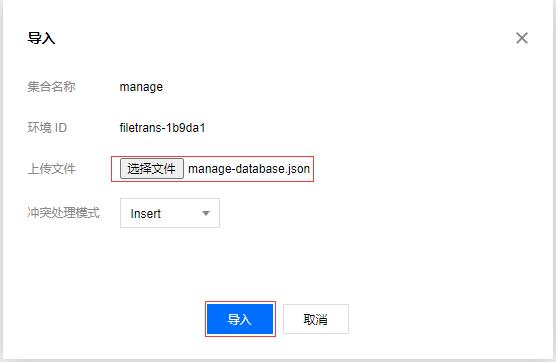 导入
集合名称 manage
环境 ID filetrans-1b9da1
上传文件 选择文件 manage-database.json
冲突处理模式 Insert
导入 取消